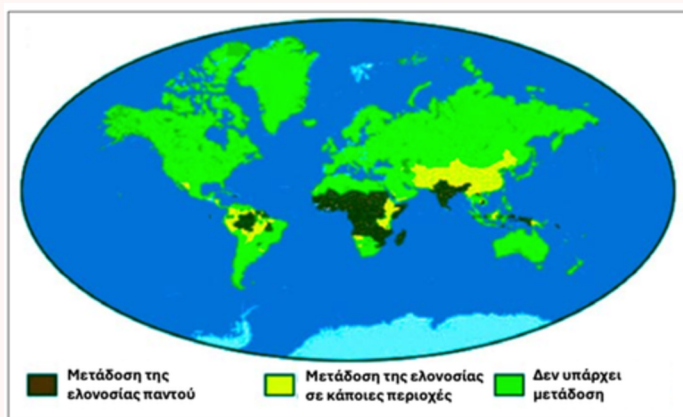 Μετάδοση της
ελονοσίας παντού
Μετάδοση της ελονοσίας
σε κάποιες περιοχές
Δεν υπάρχει
μετάδοση